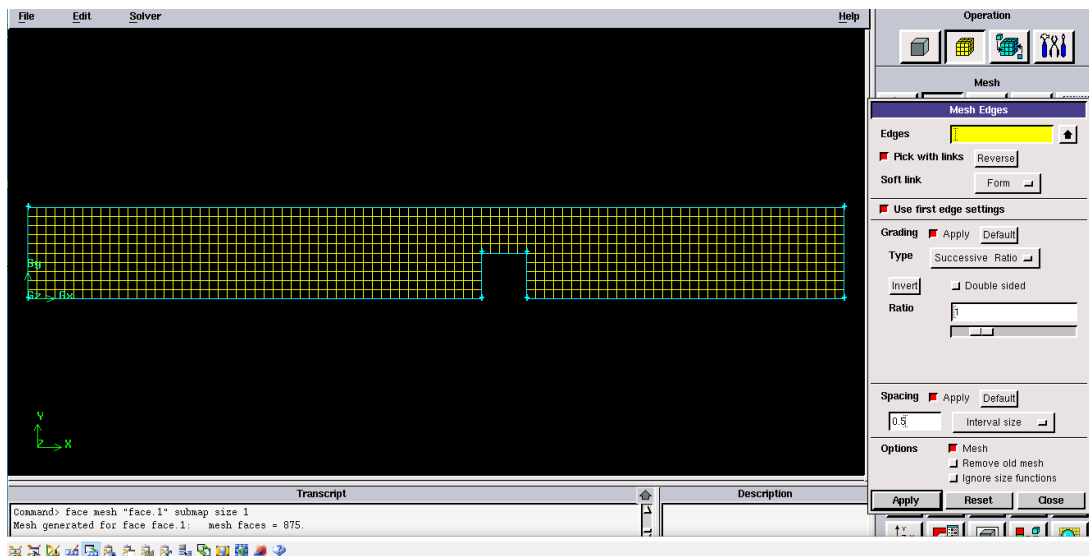 File Edit Solver Help
Operation
Mesh
Mesh Edges
Edges
Pick with links Reverse
Soft link Form
Use first edge settings
Grading Apply Default
Type Successive Ratio
Invert Double sided
Ratio 1
Spacing Apply Default
0.5 Interval size
Options Mesh
Remove old mesh
Ignore size functions
Apply Reset Close
Gy
Gz Gx
Y
Z X
Transcript Description
Command> face mesh "face.1" submap size 1
Mesh generated for face face.1: mesh faces = 875.